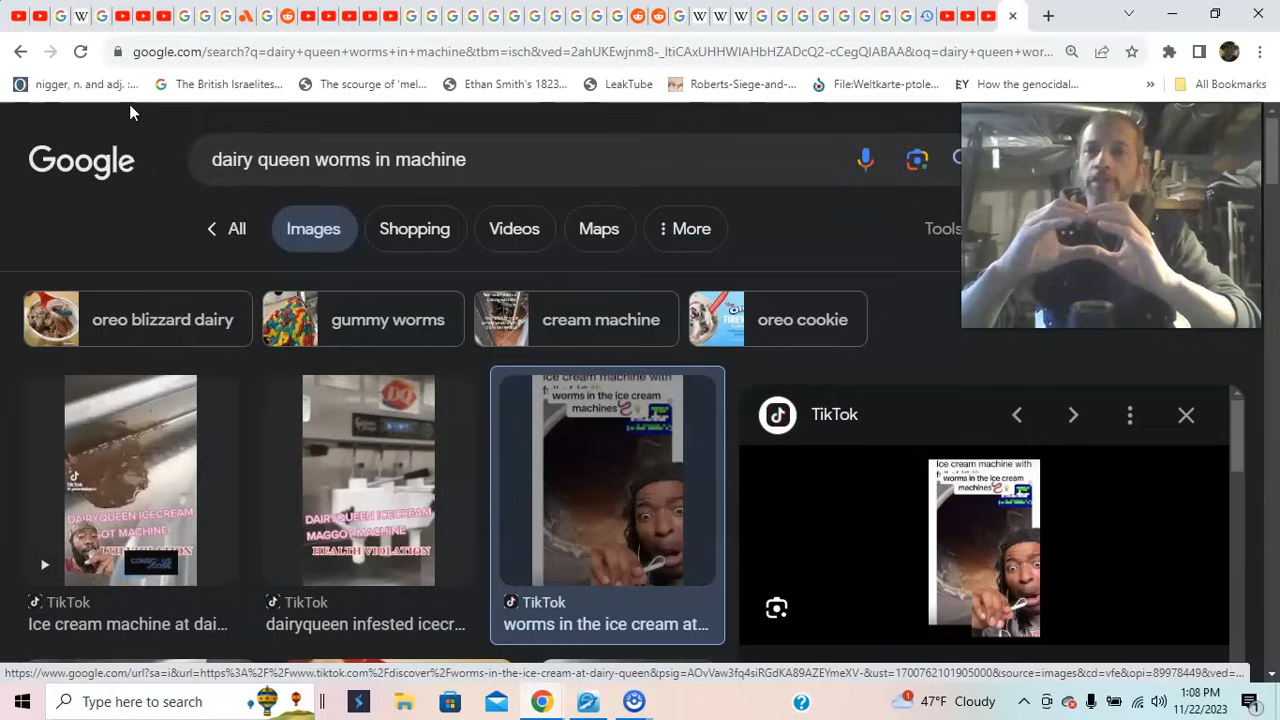 google.com/search?q=dairy+queen+worms+in+machine&tbm=isch&ved=2ahUKEwjnm8-_ltiCAxUHHWIAHbHZADcQ2-cCegQIABAA&oq=dairy+queen+wor...
nigger, n. and adj. :... The British Israelites... The scourge of 'mel... Ethan Smith's 1823... LeakTube Roberts-Siege-and-... File:Weltkarte-ptole... EY How the genocidal... » All Bookmarks
Google dairy queen worms in machine
All Images Shopping Videos Maps More Tools
oreo blizzard dairy gummy worms cream machine oreo cookie
TikTok
Ice cream machine with
worms in the ice cream
machines
Ice cream machine with
worms in the ice cream
machines
DQ
TikTok
DAIRYQUEEN ICECREAM
HEALTH VIOLATION
CONSCIOUS
JOOSE
DAIRYQUEEN ICECREAM
MAGGOT MACHINE
HEALTH VIOLATION
TikTok TikTok TikTok
Ice cream machine at dai... dairyqueen infested icecr... worms in the ice cream at...
https://www.google.com/url?sa=i&url=https%3A%2F%2Fwww.tiktok.com%2Fdiscover%2Fworms-in-the-ice-cream-at-dairy-queen&psig=AOvVaw3fq4siRGdKA89AZEYmeXV-&ust=1700762101905000&source=images&cd=vfe&opi=89978449&ved...
Type here to search 47°F Cloudy 1:08 PM
11/22/2023